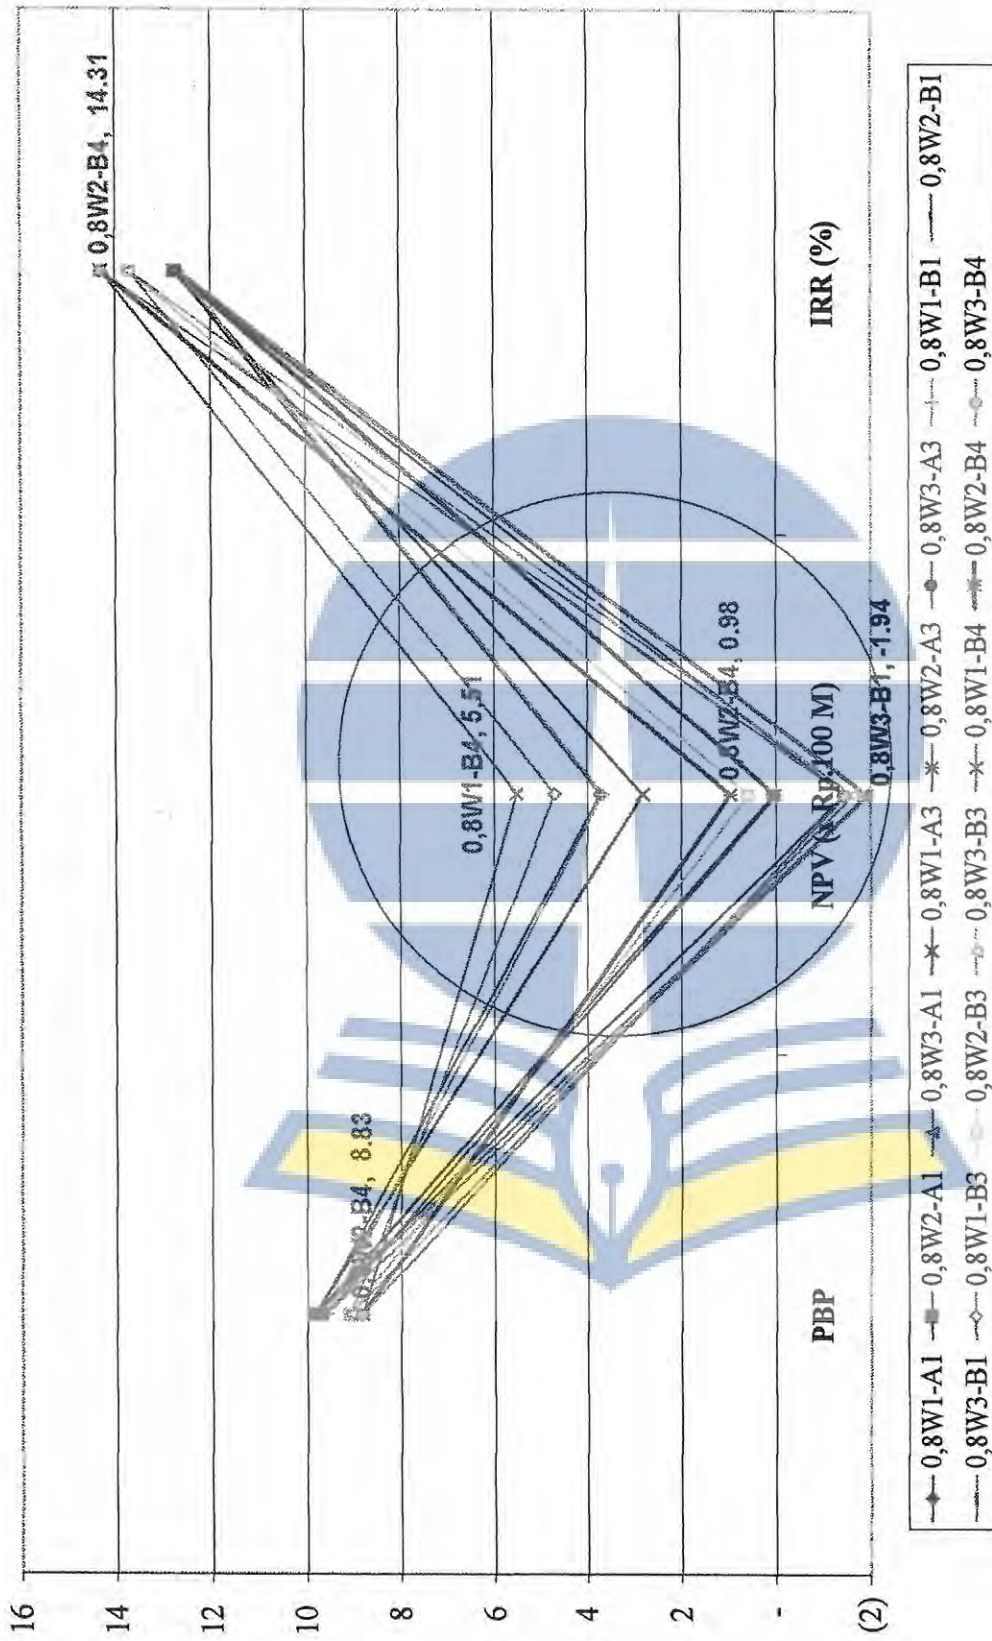 16
14
12
10
8
6
4
2
-
(2)
0,8W2-B4, 14.31
0,8W1-B4, 5,51
0,8W2-B4, 0.98
0,8W3-B1, -1.94
W2-B4, 8.83
PBP
NPV (x Rp.100 M)
IRR (%)
0,8W1-A1 0,8W2-A1 0,8W3-A1 0,8W1-A3 0,8W2-A3 0,8W3-A3 0,8W1-B1 0,8W2-B1
0,8W3-B1 0,8W1-B3 0,8W2-B3 0,8W3-B3 0,8W1-B4 0,8W2-B4 0,8W3-B4